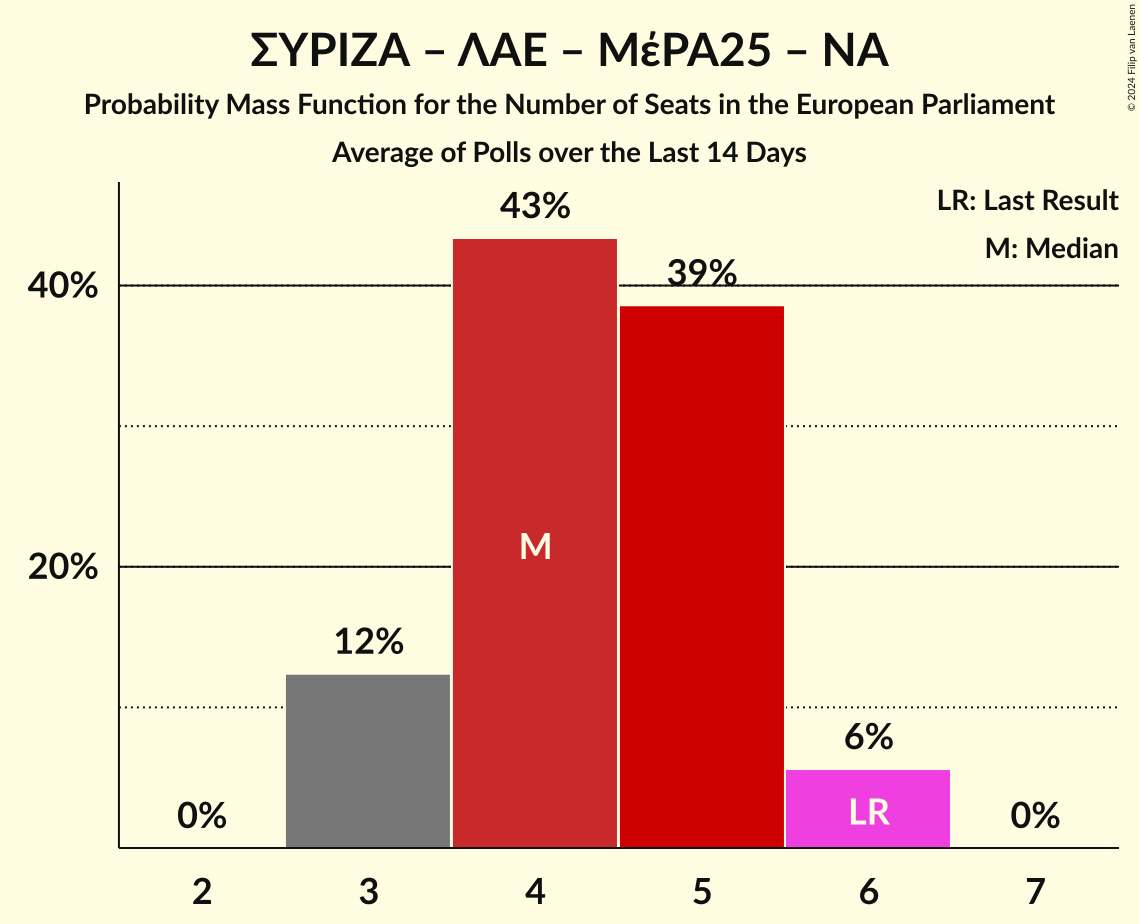 ΣΥΡΙΖΑ – ΛΑΕ – ΜέΡΑ25 – ΝΑ
Probability Mass Function for the Number of Seats in the European Parliament
Average of Polls over the Last 14 Days
© 2024 Filip van Laenen
LR: Last Result
M: Median
43%
39%
40%
M
20%
12%
6%
LR
0%
0%
2 3 4 5 6 7